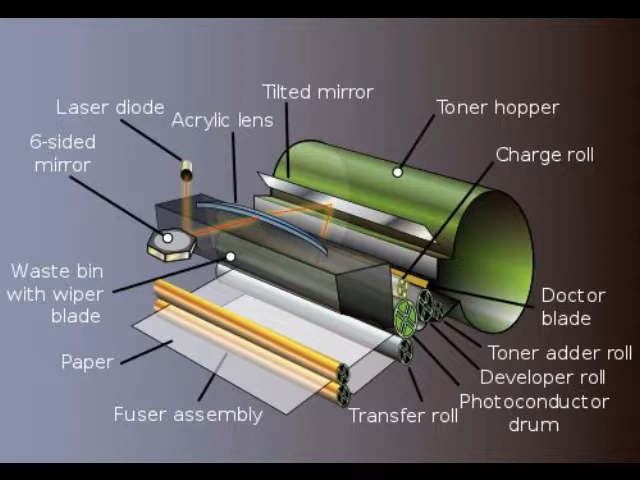 Tilted mirror
Laser diode
Toner hopper
Acrylic lens
6-sided
mirror
Charge roll
Waste bin
with wiper
blade
Doctor
blade
Toner adder roll
Paper
Developer roll
Photoconductor
drum
Fuser assembly
Transfer roll